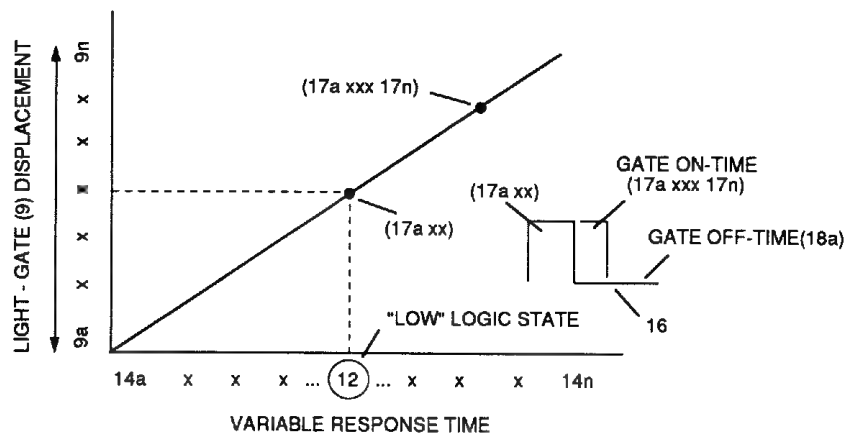 LIGHT - GATE (9) DISPLACEMENT
9n
x
x
x
x
x
9a
(17a xxx 17n)
(17a xx)
(17a xx)
GATE ON-TIME
(17a xxx 17n)
GATE OFF-TIME(18a)
16
"LOW" LOGIC STATE
14a x x x ... 12 ... x x x 14n
VARIABLE RESPONSE TIME